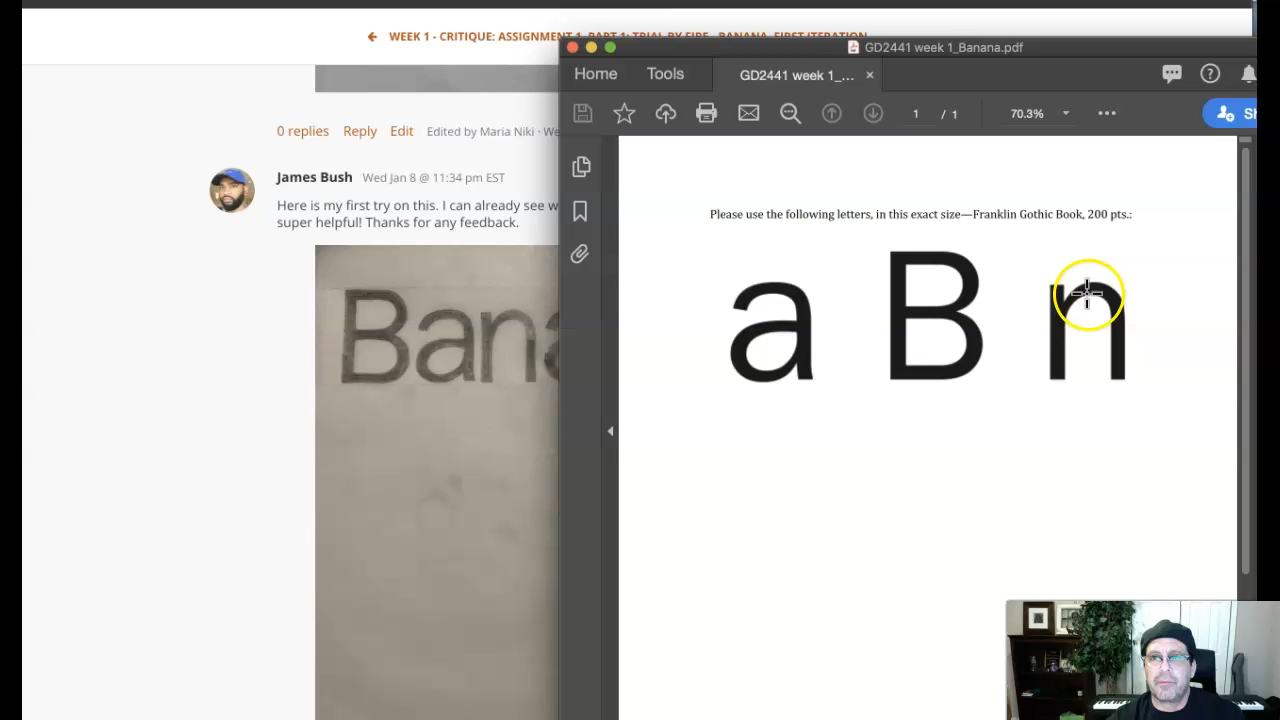 ← WEEK 1 - CRITIQUE: ASSIGNMENT 1, PART 1: TRIAL BY FIRE - BANANA, FIRST ITERATION
GD2441 week 1_Banana.pdf
Home Tools GD2441 week 1_... ×
1 / 1 70.3% Sh
0 replies Reply Edit Edited by Maria Niki · We
James Bush Wed Jan 8 @ 11:34 pm EST
Here is my first try on this. I can already see w
super helpful! Thanks for any feedback.
Please use the following letters, in this exact size—Franklin Gothic Book, 200 pts.:
a B n
Bana